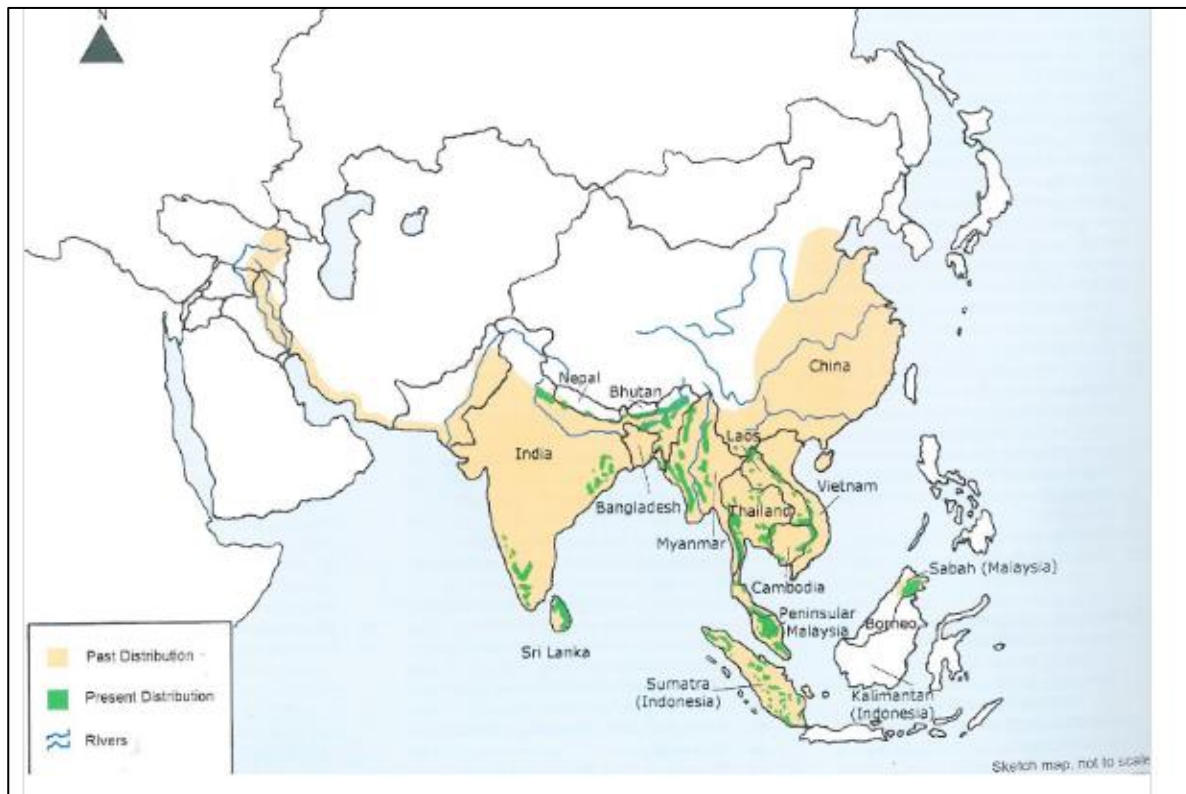 N
China
Nepal
Bhutan
Laos
India
Vietnam
Bangladesh
Thailand
Myanmar
Sabah (Malaysia)
Cambodia
Peninsular
Malaysia
Borneo
Sri Lanka
Sumatra
(Indonesia)
Kalimantan
(Indonesia)
Past Distribution
Present Distribution
Rivers
Sketch map, not to scale